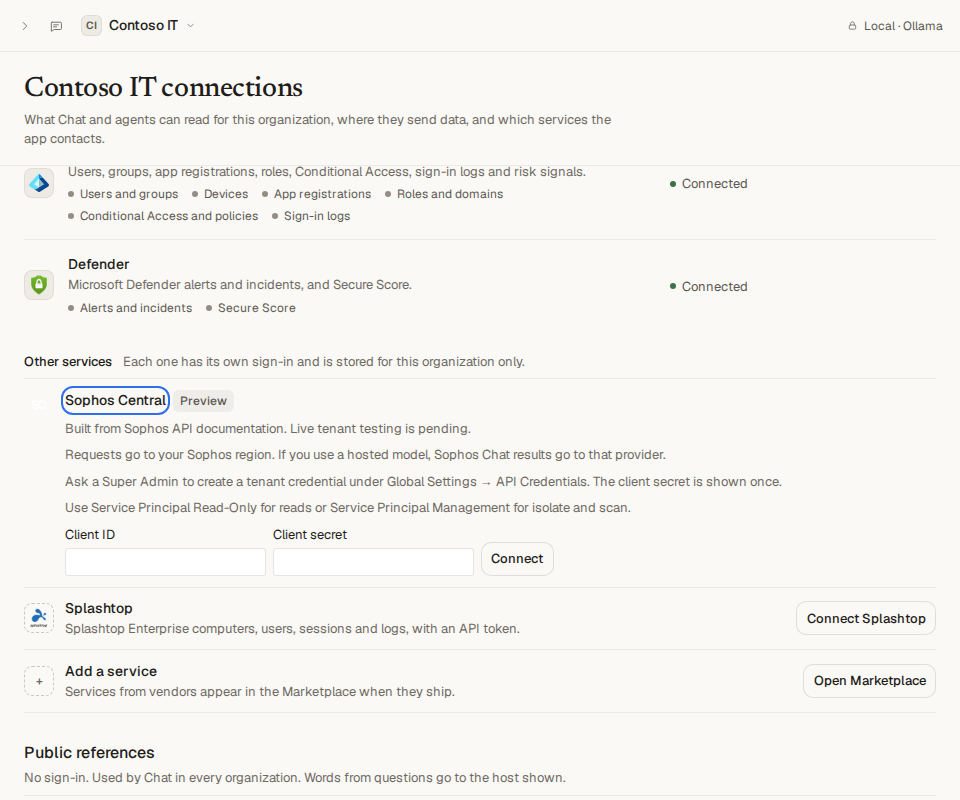 CI Contoso IT
Local · Ollama
Contoso IT connections
What Chat and agents can read for this organization, where they send data, and which services the
app contacts.
Users, groups, app registrations, roles, Conditional Access, sign-in logs and risk signals.
Users and groups Devices App registrations Roles and domains
Connected
Conditional Access and policies Sign-in logs
Defender
Microsoft Defender alerts and incidents, and Secure Score.
Connected
Alerts and incidents Secure Score
Other services Each one has its own sign-in and is stored for this organization only.
Sophos Central Preview
Built from Sophos API documentation. Live tenant testing is pending.
Requests go to your Sophos region. If you use a hosted model, Sophos Chat results go to that provider.
Ask a Super Admin to create a tenant credential under Global Settings → API Credentials. The client secret is shown once.
Use Service Principal Read-Only for reads or Service Principal Management for isolate and scan.
Client ID Client secret
Connect
Splashtop
Splashtop Enterprise computers, users, sessions and logs, with an API token.
Connect Splashtop
Add a service
Services from vendors appear in the Marketplace when they ship.
Open Marketplace
Public references
No sign-in. Used by Chat in every organization. Words from questions go to the host shown.